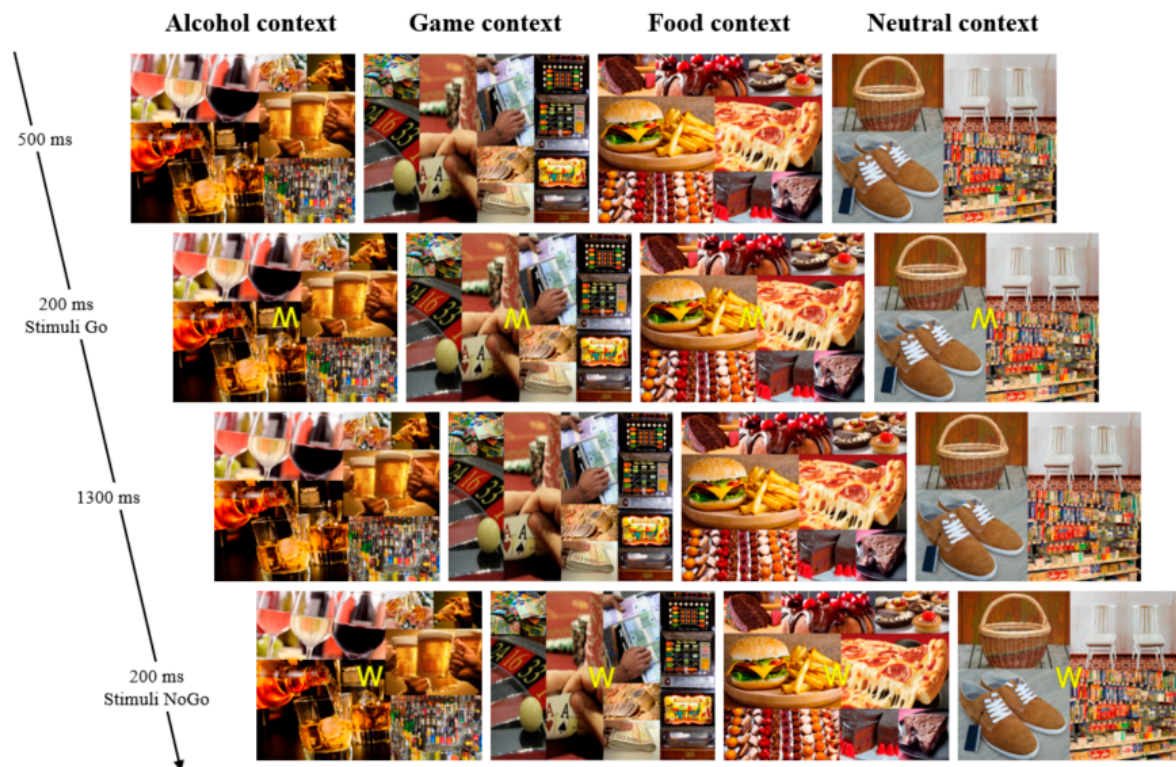 Alcohol context
Game context
Food context
Neutral context
500 ms
200 ms
Stimuli Go
M
M
M
M
1300 ms
200 ms
Stimuli NoGo
W
W
W
W